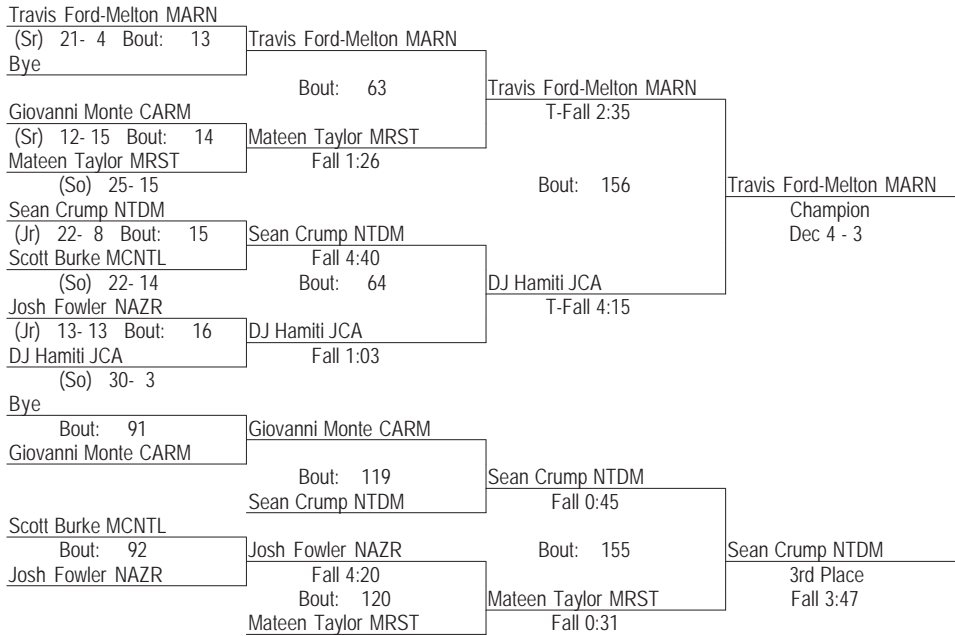 Travis Ford-Melton MARN
(Sr) 21- 4 Bout: 13
Travis Ford-Melton MARN
Bye
Bout: 63
Travis Ford-Melton MARN
Giovanni Monte CARM
T-Fall 2:35
(Sr) 12- 15 Bout: 14
Mateen Taylor MRST
Mateen Taylor MRST
Fall 1:26
(So) 25- 15
Bout: 156
Travis Ford-Melton MARN
Sean Crump NTDM
Champion
(Jr) 22- 8 Bout: 15
Sean Crump NTDM
Dec 4 - 3
Scott Burke MCNTL
Fall 4:40
(So) 22- 14
Bout: 64
DJ Hamiti JCA
Josh Fowler NAZR
T-Fall 4:15
(Jr) 13- 13 Bout: 16
DJ Hamiti JCA
DJ Hamiti JCA
Fall 1:03
(So) 30- 3
Bye
Bout: 91
Giovanni Monte CARM
Giovanni Monte CARM
Bout: 119
Sean Crump NTDM
Sean Crump NTDM
Fall 0:45
Scott Burke MCNTL
Bout: 92
Josh Fowler NAZR
Bout: 155
Sean Crump NTDM
Josh Fowler NAZR
Fall 4:20
3rd Place
Bout: 120
Mateen Taylor MRST
Fall 3:47
Mateen Taylor MRST
Fall 0:31